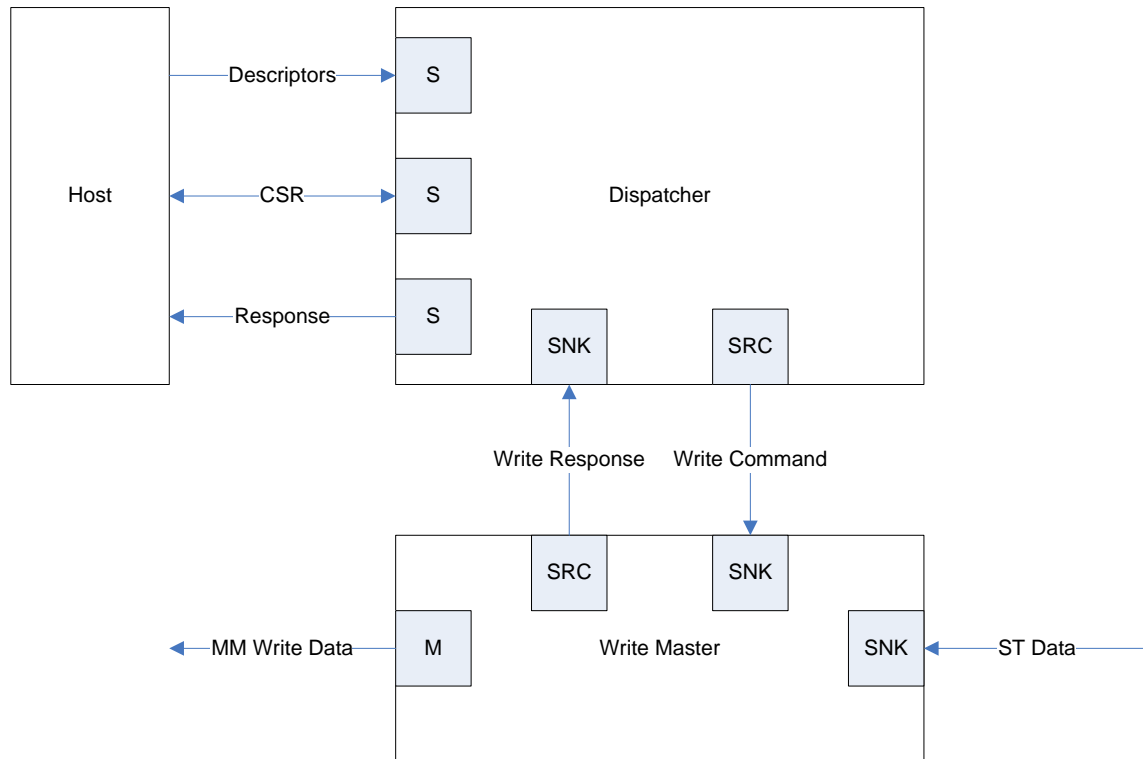 Descriptors
S
Host
CSR
S
Dispatcher
Response
S
SNK
SRC
Write Response
Write Command
SRC
SNK
MM Write Data
M
Write Master
SNK
ST Data